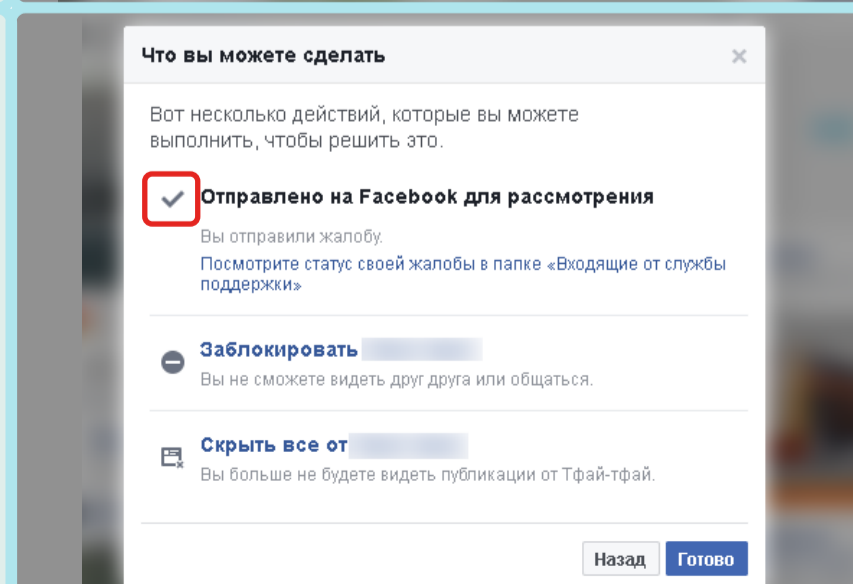 Что вы можете сделать
Вот несколько действий, которые вы можете
выполнить, чтобы решить это.
Отправлено на Facebook для рассмотрения
Вы отправили жалобу.
Посмотрите статус своей жалобы в папке «Входящие от службы
поддержки»
Заблокировать
Вы не сможете видеть друг друга или общаться.
Скрыть все от
Вы больше не будете видеть публикации от Тфай-тфай.
Назад
Готово